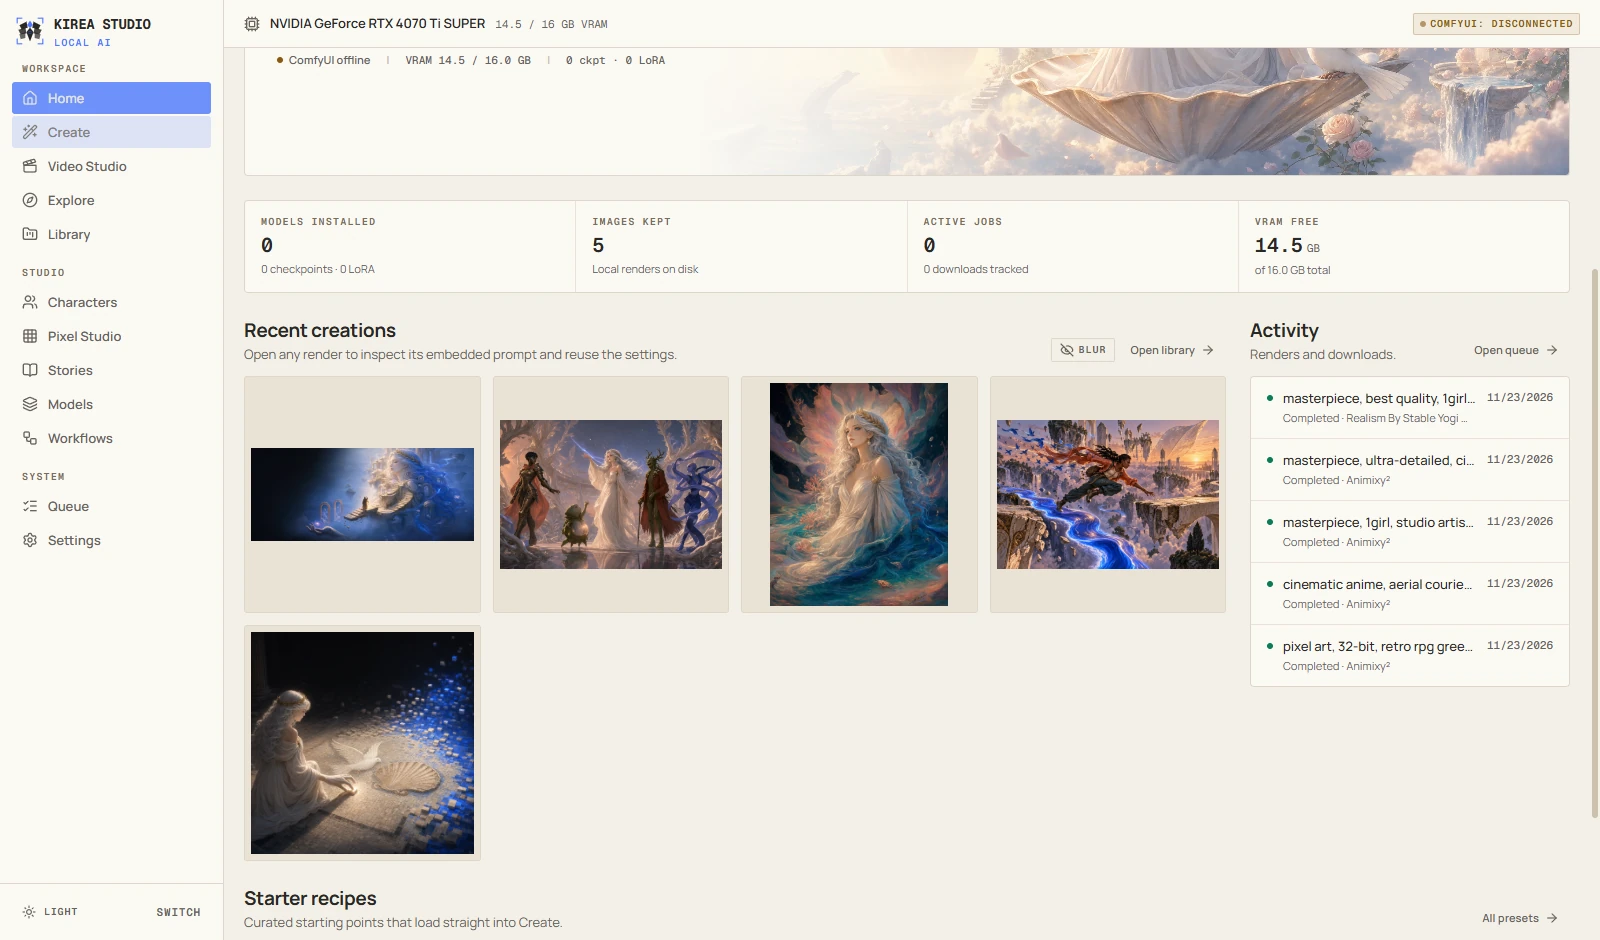 KIREA STUDIO
LOCAL AI
WORKSPACE
Home
Create
Video Studio
Explore
Library
STUDIO
Characters
Pixel Studio
Stories
Models
Workflows
SYSTEM
Queue
Settings
LIGHT
SWITCH
NVIDIA GeForce RTX 4070 Ti SUPER 14.5 / 16 GB VRAM
COMFYUI: DISCONNECTED
ComfyUI offline | VRAM 14.5 / 16.0 GB | 0 ckpt · 0 LoRA
MODELS INSTALLED
0
0 checkpoints · 0 LoRA
IMAGES KEPT
5
Local renders on disk
ACTIVE JOBS
0
0 downloads tracked
VRAM FREE
14.5 GB
of 16.0 GB total
Recent creations
Open any render to inspect its embedded prompt and reuse the settings.
BLUR
Open library
Activity
Renders and downloads.
Open queue
masterpiece, best quality, 1girl... 11/23/2026
Completed · Realism By Stable Yogi ...
masterpiece, ultra-detailed, ci... 11/23/2026
Completed · Animixy²
masterpiece, 1girl, studio artis... 11/23/2026
Completed · Animixy²
cinematic anime, aerial courie... 11/23/2026
Completed · Animixy²
pixel art, 32-bit, retro rpg gree... 11/23/2026
Completed · Animixy²
Starter recipes
Curated starting points that load straight into Create.
All presets